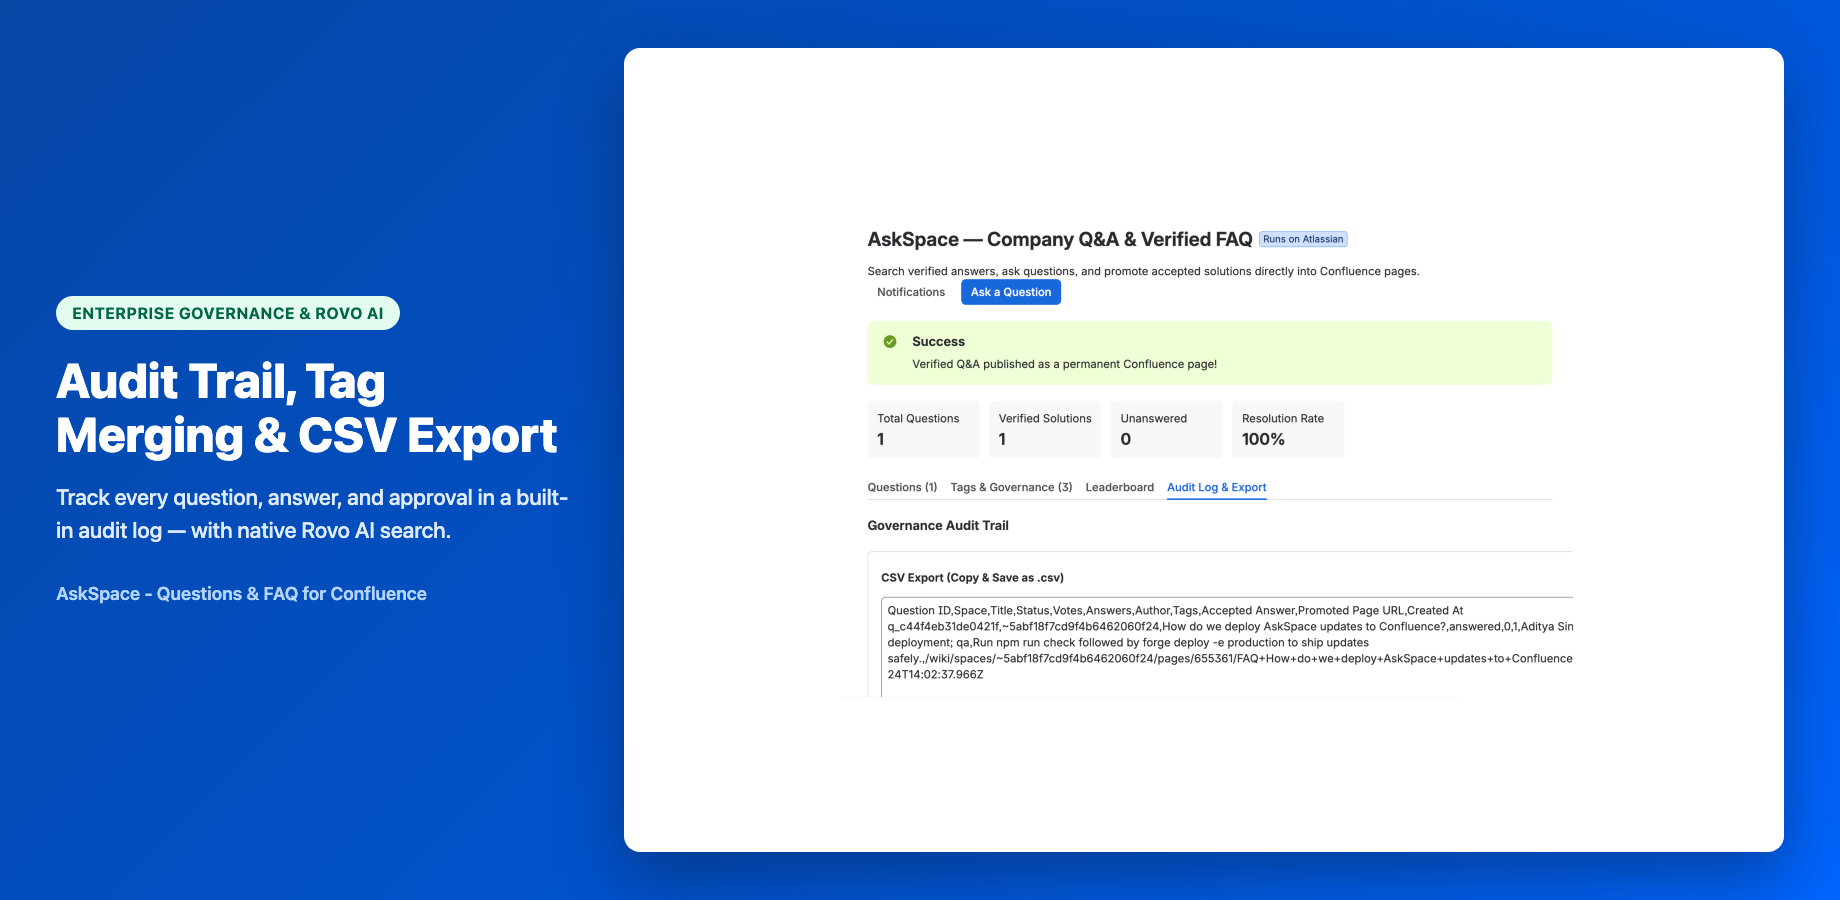 ENTERPRISE GOVERNANCE & ROVO AI
Audit Trail, Tag
Merging & CSV Export
Track every question, answer, and approval in a built-
in audit log — with native Rovo AI search.
AskSpace - Questions & FAQ for Confluence
AskSpace — Company Q&A & Verified FAQ Runs on Atlassian
Search verified answers, ask questions, and promote accepted solutions directly into Confluence pages.
Notifications Ask a Question
Success
Verified Q&A published as a permanent Confluence page!
Total Questions Verified Solutions Unanswered Resolution Rate
1 1 0 100%
Questions (1) Tags & Governance (3) Leaderboard Audit Log & Export
Governance Audit Trail
CSV Export (Copy & Save as .csv)
Question ID,Space,Title,Status,Votes,Answers,Author,Tags,Accepted Answer,Promoted Page URL,Created At
q_c44f4eb31de0421f,~5abf18f7cd9f4b6462060f24,How do we deploy AskSpace updates to Confluence?,answered,0,1,Aditya Sin
deployment; qa,Run npm run check followed by forge deploy -e production to ship updates
safely.,/wiki/spaces/~5abf18f7cd9f4b6462060f24/pages/655361/FAQ+How+do+we+deploy+AskSpace+updates+to+Confluence
24T14:02:37.966Z